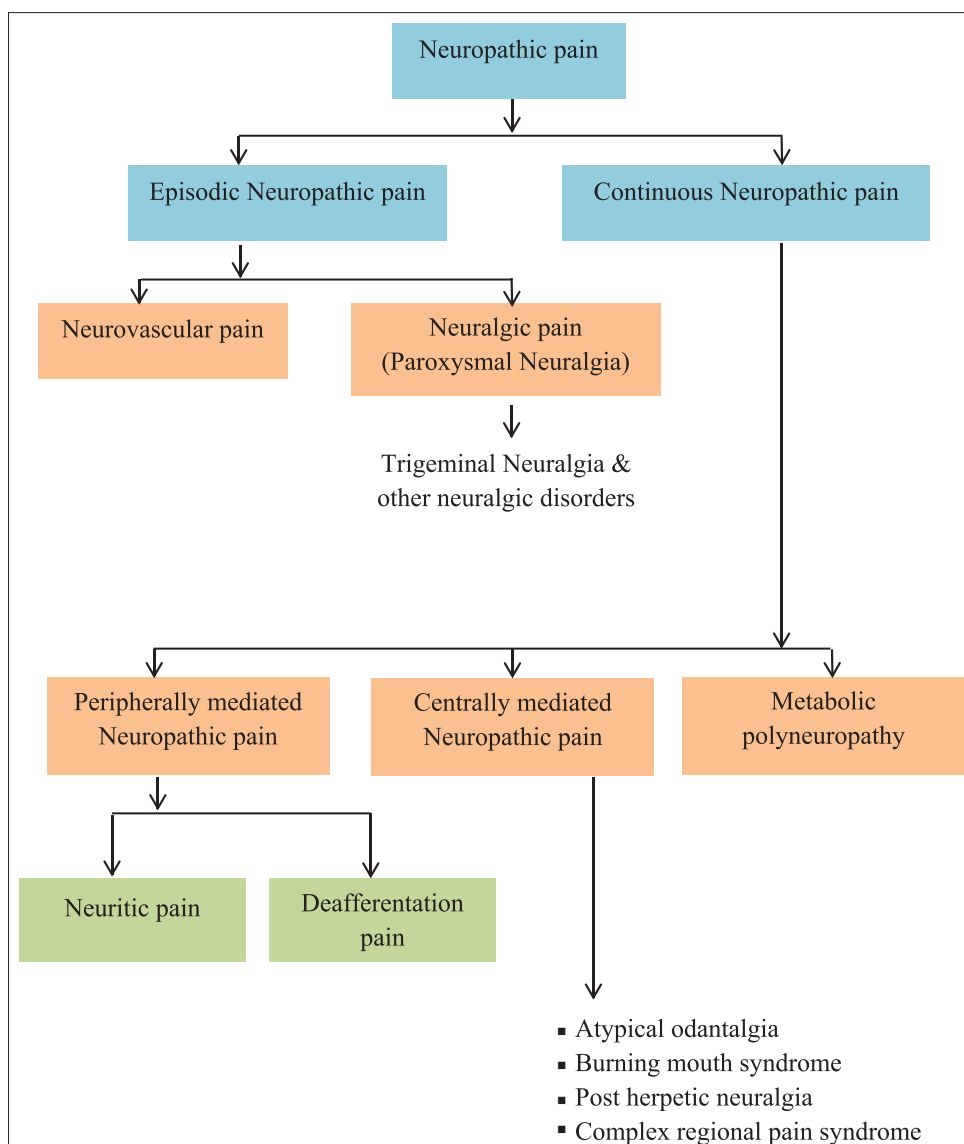 Neuropathic pain
Episodic Neuropathic pain
Continuous Neuropathic pain
Neurovascular pain
Neuralgic pain
(Paroxysmal Neuralgia)
Trigeminal Neuralgia &
other neuralgic disorders
Peripherally mediated
Neuropathic pain
Centrally mediated
Neuropathic pain
Metabolic
polyneuropathy
Neuritic pain
Deafferentation
pain
▪ Atypical odantalgia
▪ Burning mouth syndrome
▪ Post herpetic neuralgia
▪ Complex regional pain syndrome